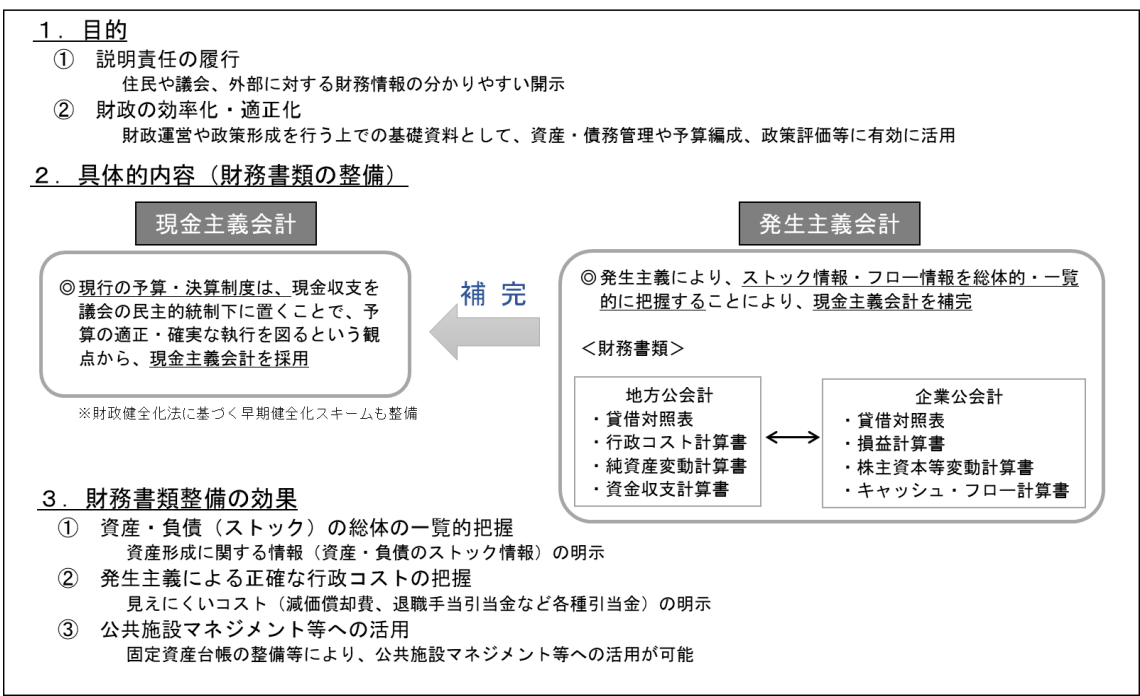 １．目的
① 説明責任の履行
住民や議会、外部に対する財務情報の分かりやすい開示
② 財政の効率化・適正化
財政運営や政策形成を行う上での基礎資料として、資産・債務管理や予算編成、政策評価等に有効に活用
２．具体的内容（財務書類の整備）
現金主義会計
◎現行の予算・決算制度は、現金収支を
議会の民主的統制下に置くことで、予
算の適正・確実な執行を図るという観
点から、現金主義会計を採用
※財政健全化法に基づく早期健全化スキームも整備
補 完
発生主義会計
◎発生主義により、ストック情報・フロー情報を総体的・一覧
的に把握することにより、現金主義会計を補完
＜財務書類＞
地方公会計
・貸借対照表
・行政コスト計算書
・純資産変動計算書
・資金収支計算書
企業公会計
・貸借対照表
・損益計算書
・株主資本等変動計算書
・キャッシュ・フロー計算書
３．財務書類整備の効果
① 資産・負債（ストック）の総体の一覧的把握
資産形成に関する情報（資産・負債のストック情報）の明示
② 発生主義による正確な行政コストの把握
見えにくいコスト（減価償却費、退職手当引当金など各種引当金）の明示
③ 公共施設マネジメント等への活用
固定資産台帳の整備等により、公共施設マネジメント等への活用が可能